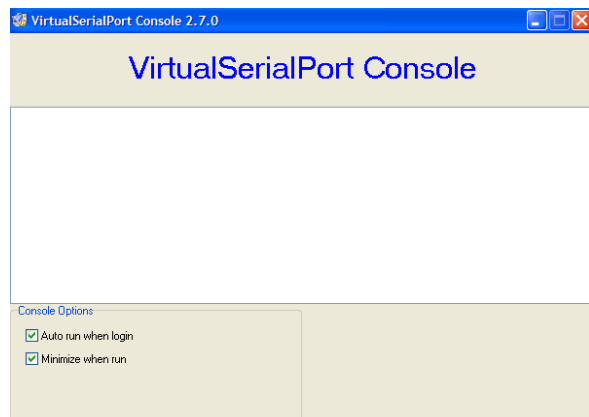 VirtualSerialPort Console 2.7.0
VirtualSerialPort Console
Console Options
Auto run when login
Minimize when run